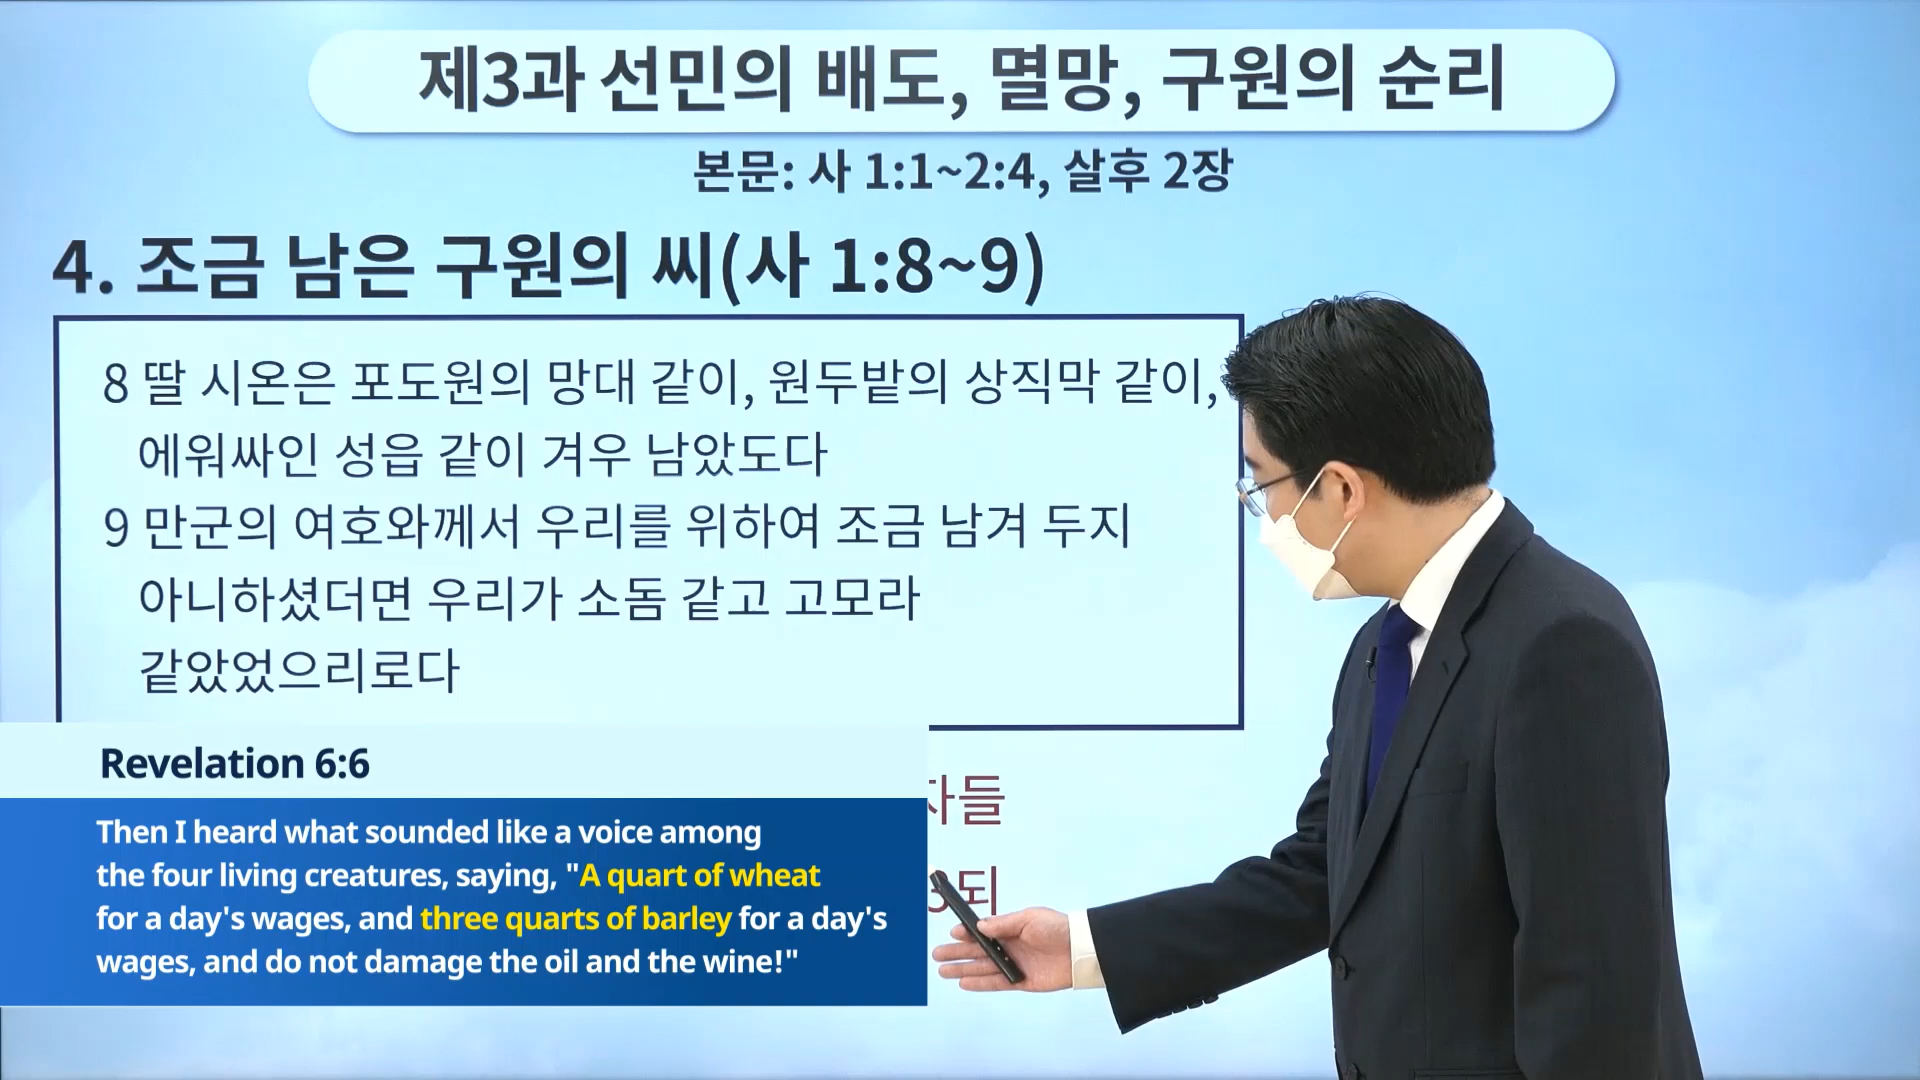 제3과 선민의 배도, 멸망, 구원의 순리
본문: 사 1:1~2:4, 살후 2장
4. 조금 남은 구원의 씨(사 1:8~9)
8 딸 시온은 포도원의 망대 같이, 원두밭의 상직막 같이,
에워싸인 성읍 같이 겨우 남았도다
9 만군의 여호와께서 우리를 위하여 조금 남겨 두지
아니하셨더면 우리가 소돔 같고 고모라
같았었으리로다
자들
3되
Revelation 6:6
Then I heard what sounded like a voice among
the four living creatures, saying, "A quart of wheat
for a day's wages, and three quarts of barley for a day's
wages, and do not damage the oil and the wine!"